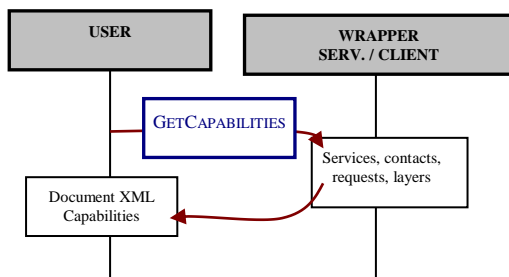 USER
WRAPPER
SERV. / CLIENT
GETCAPABILITIES
Services, contacts,
requests, layers
Document XML
Capabilities